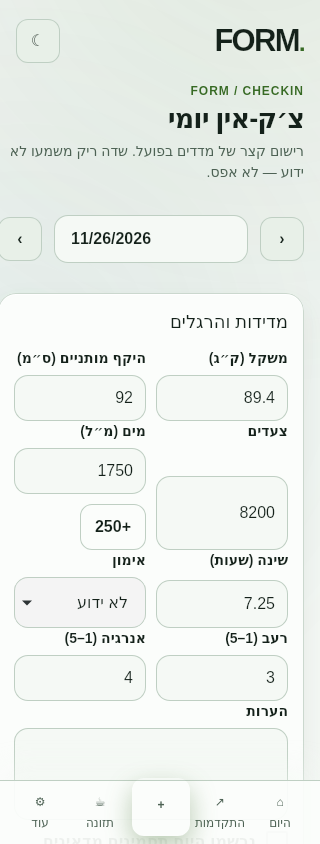 FORM.
FORM / CHECKIN
צ׳ק-אין יומי
רישום קצר של מדדים בפועל. שדה ריק משמעו לא
ידוע — לא אפס.
11/26/2026
מדידות והרגלים
משקל (ק״ג)
היקף מותניים (ס״מ)
89.4
92
צעדים
מים (מ״ל)
8200
1750
+250
שינה (שעות)
אימון
7.25
לא ידוע
רעב (1–5)
אנרגיה (1–5)
3
4
הערות
היום
התקדמות
+
תזונה
עוד